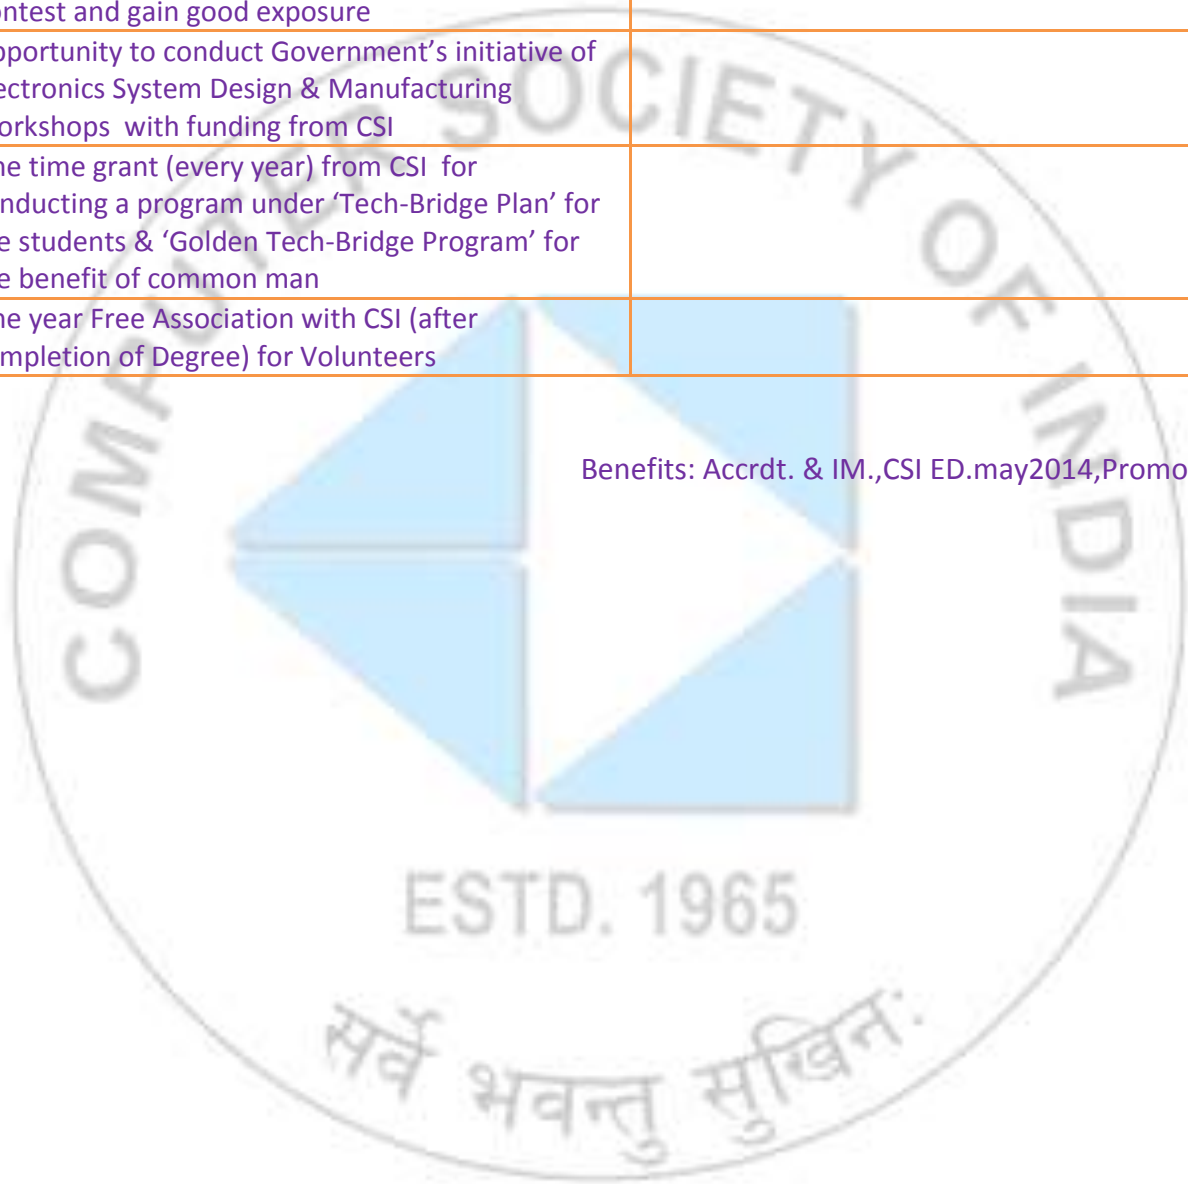 ontest and gain good exposure
pportunity to conduct Government’s initiative of
ectronics System Design & Manufacturing
orkshops with funding from CSI
ne time grant (every year) from CSI for
nducting a program under ‘Tech-Bridge Plan’ for
e students & ‘Golden Tech-Bridge Program’ for
e benefit of common man
ne year Free Association with CSI (after
mpletion of Degree) for Volunteers
Benefits: Accrdt. & IM.,CSI ED.may2014,Promo
COMPUTER SOCIETY OF INDIA
ESTD. 1965
सर्वे भवन्तु सुखिनः